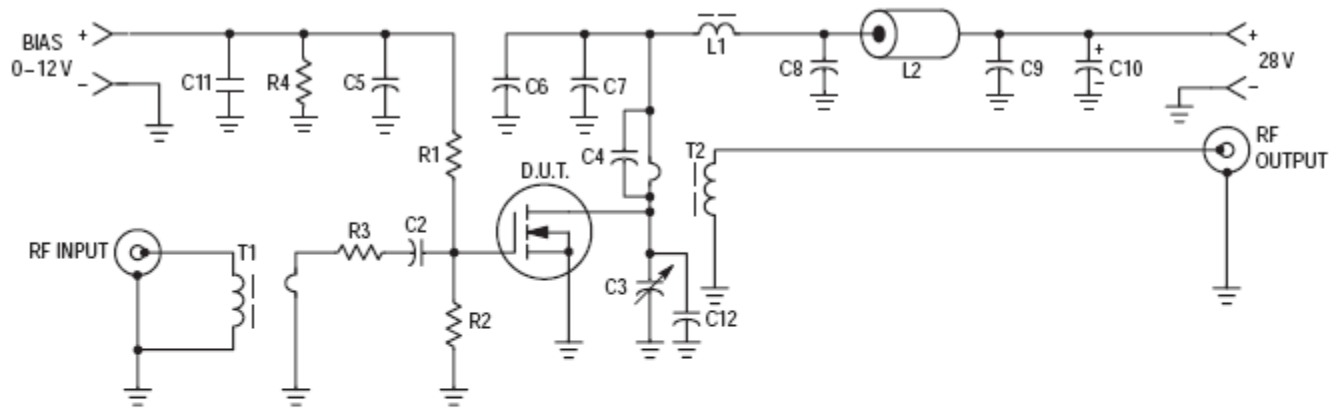 +
BIAS
0–12 V
–
C11
R4
C5
C6
C7
L1
C8
L2
C9
+
C10
–
+
28 V
–
R1
C4
T2
RF
OUTPUT
D.U.T.
RF INPUT
T1
R3
C2
C3
C12
R2